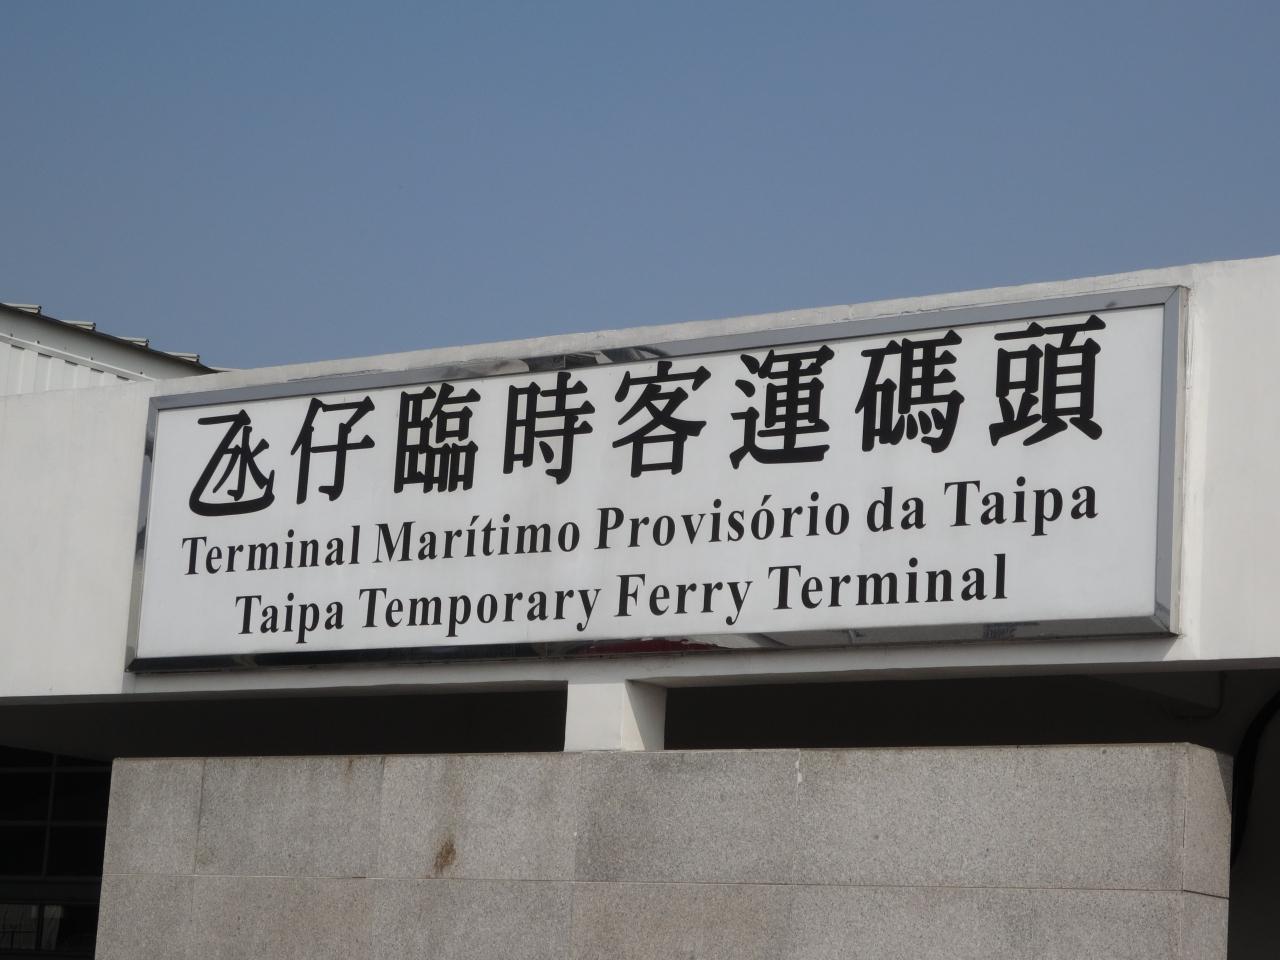 氹仔臨時客運碼頭
Terminal Marítimo Provisório da Taipa
Taipa Temporary Ferry Terminal